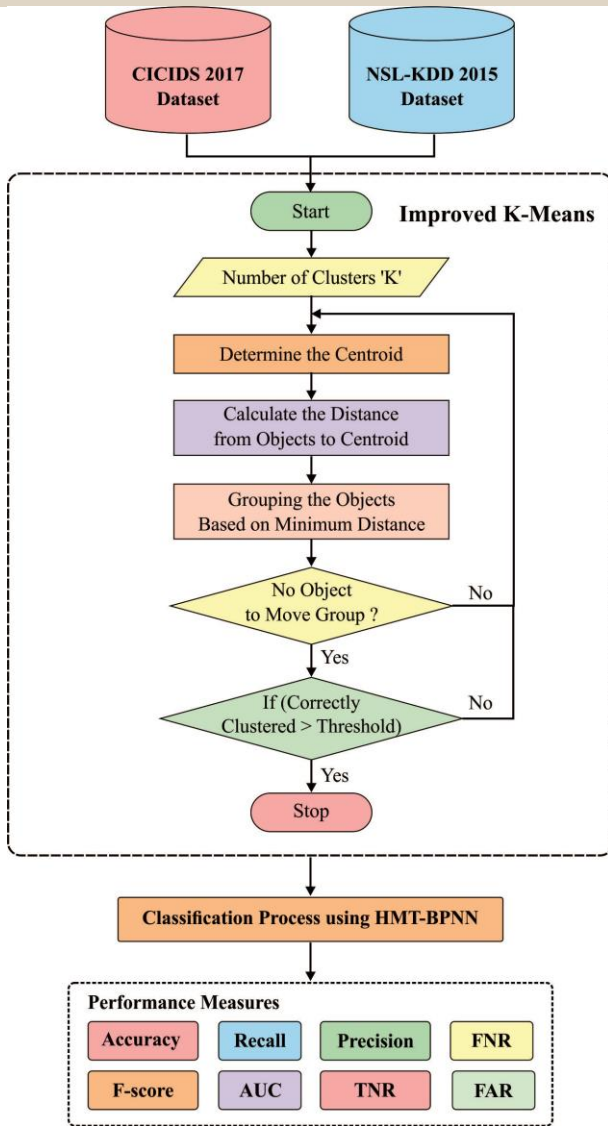 CICIDS 2017
Dataset
NSL-KDD 2015
Dataset
Start
Improved K-Means
Number of Clusters 'K'
Determine the Centroid
Calculate the Distance
from Objects to Centroid
Grouping the Objects
Based on Minimum Distance
No Object
to Move Group ?
No
Yes
If (Correctly
Clustered > Threshold)
No
Yes
Stop
Classification Process using HMT-BPNN
Performance Measures
Accuracy
Recall
Precision
FNR
F-score
AUC
TNR
FAR